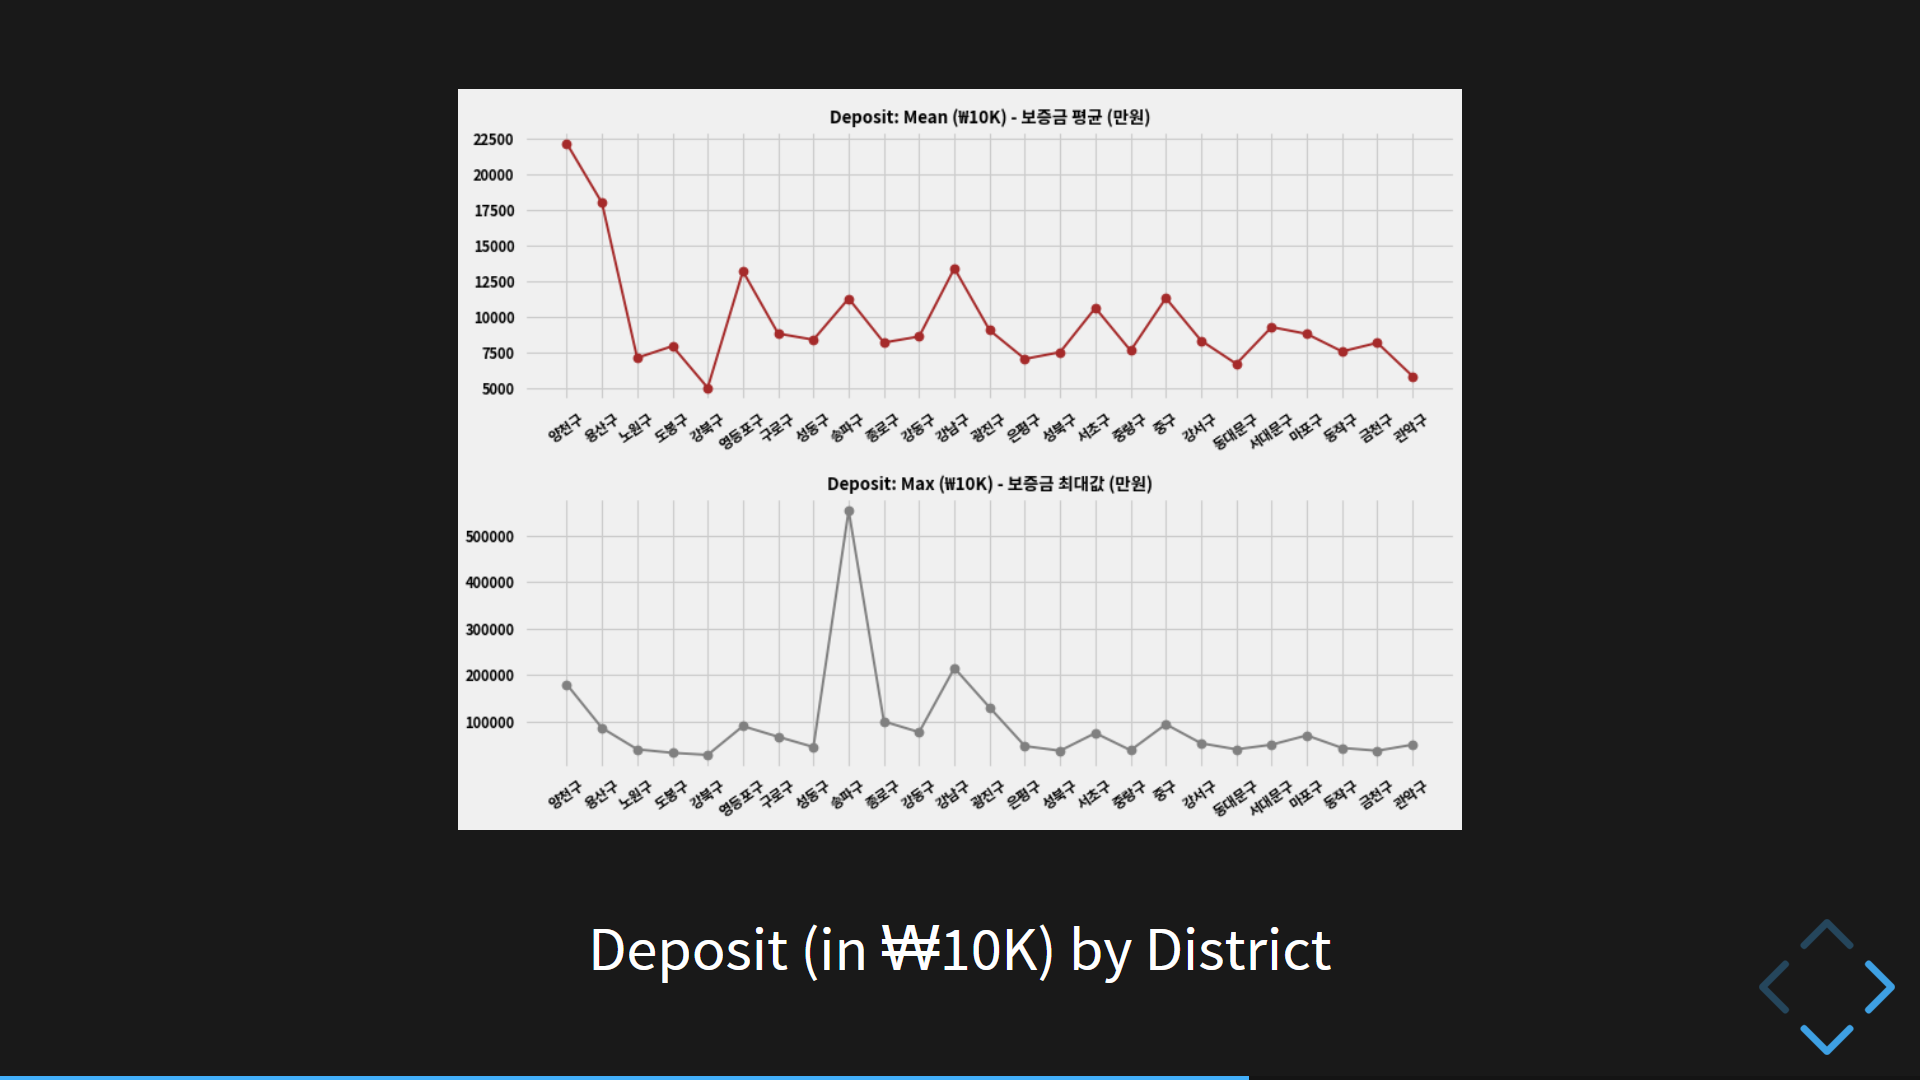 Deposit: Mean (₩10K) - 보증금 평균 (만원)
22500
20000
17500
15000
12500
10000
7500
5000
양천구 용산구 노원구 도봉구 강북구 영등포구 구로구 성동구 송파구 종로구 강동구 강남구 광진구 은평구 성북구 서초구 중랑구 중구 강서구 동대문구 서대문구 마포구 동작구 금천구 관악구
Deposit: Max (₩10K) - 보증금 최대값 (만원)
500000
400000
300000
200000
100000
양천구 용산구 노원구 도봉구 강북구 영등포구 구로구 성동구 송파구 종로구 강동구 강남구 광진구 은평구 성북구 서초구 중랑구 중구 강서구 동대문구 서대문구 마포구 동작구 금천구 관악구
Deposit (in ₩10K) by District